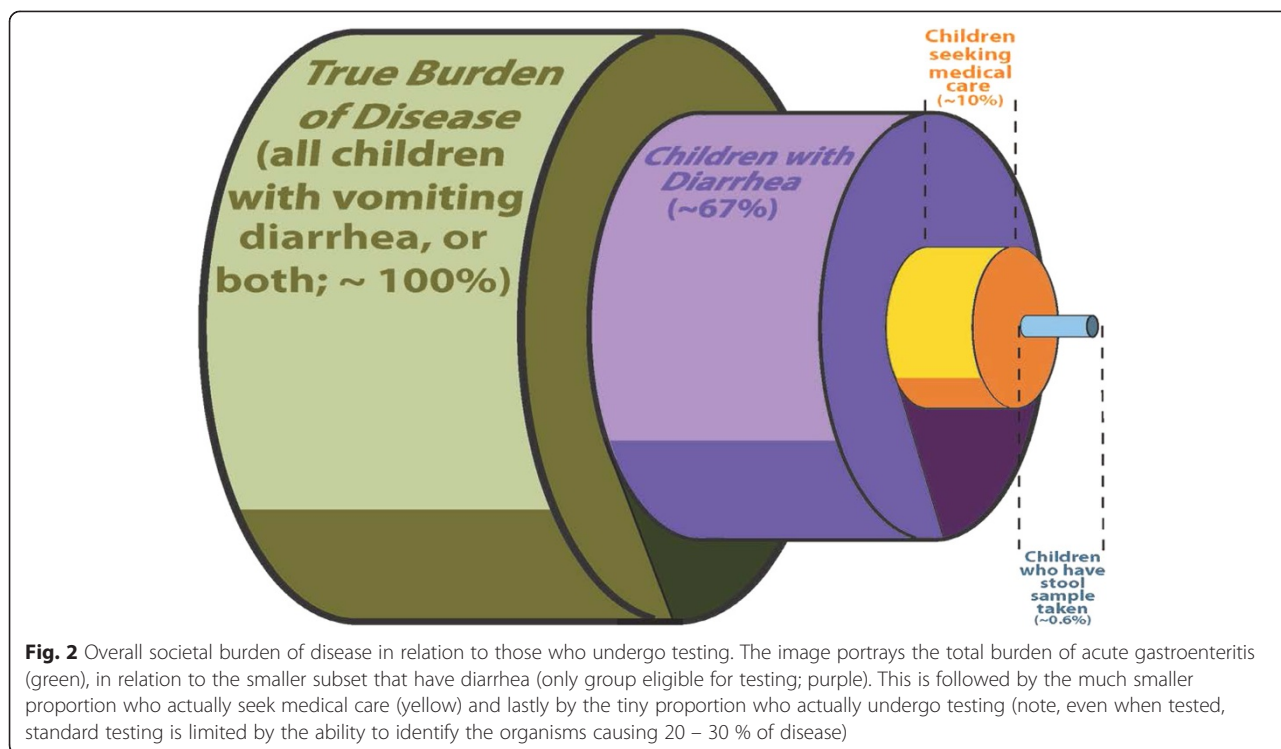 True Burden
of Disease
(all children
with vomiting
diarrhea, or
both; ~ 100%)
Children with
Diarrhea
(~67%)
Children
seeking
medical
care
(~10%)
Children
who have
stool
sample
taken
(~0.6%)
Fig. 2 Overall societal burden of disease in relation to those who undergo testing. The image portrays the total burden of acute gastroenteritis
(green), in relation to the smaller subset that have diarrhea (only group eligible for testing; purple). This is followed by the much smaller
proportion who actually seek medical care (yellow) and lastly by the tiny proportion who actually undergo testing (note, even when tested,
standard testing is limited by the ability to identify the organisms causing 20 – 30 % of disease)